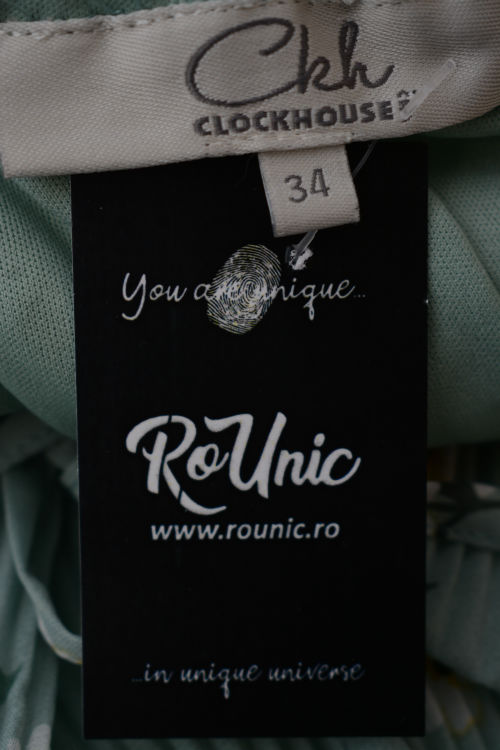 Ckh
CLOCKHOUSE
34
You are unique...
RoUnic
www.rounic.ro
...in unique universe